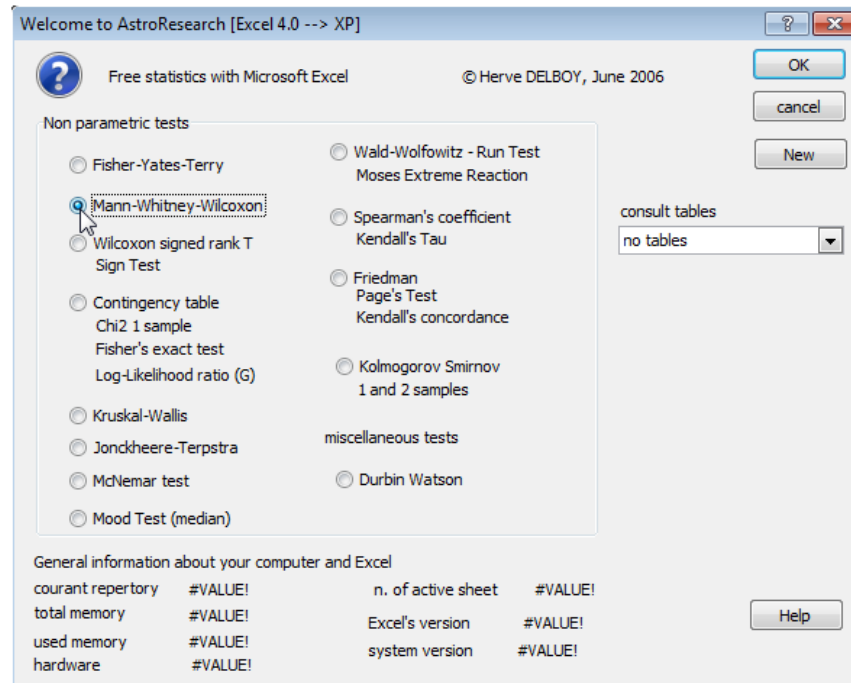 Welcome to AstroResearch [Excel 4.0 --> XP]
Free statistics with Microsoft Excel
© Herve DELBOY, June 2006
OK
cancel
New
Non parametric tests
Fisher-Yates-Terry
Mann-Whitney-Wilcoxon
Wilcoxon signed rank T
Sign Test
Contingency table
Chi2 1 sample
Fisher's exact test
Log-Likelihood ratio (G)
Kruskal-Wallis
Jonckheere-Terpstra
McNemar test
Mood Test (median)
Wald-Wolfowitz - Run Test
Moses Extreme Reaction
Spearman's coefficient
Kendall's Tau
Friedman
Page's Test
Kendall's concordance
Kolmogorov Smirnov
1 and 2 samples
miscellaneous tests
Durbin Watson
consult tables
no tables
General information about your computer and Excel
courant repertory #VALUE!
total memory #VALUE!
used memory #VALUE!
hardware #VALUE!
n. of active sheet #VALUE!
Excel's version #VALUE!
system version #VALUE!
Help